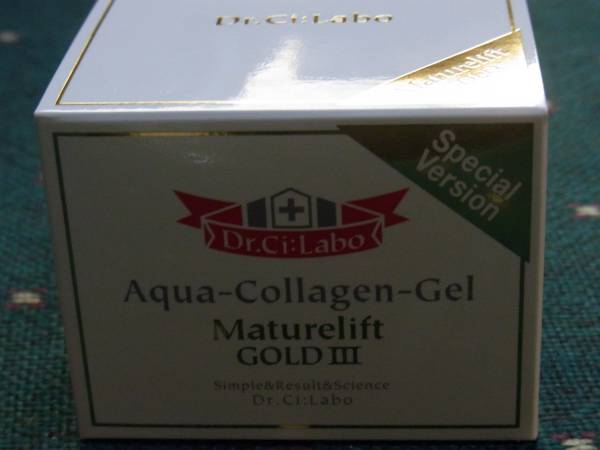 Dr.Ci:Labo
Maturelift
Special
Version
Dr.Ci:Labo
Aqua-Collagen-Gel
Maturelift
GOLD III
Simple&Result&Science
Dr.Ci:Labo